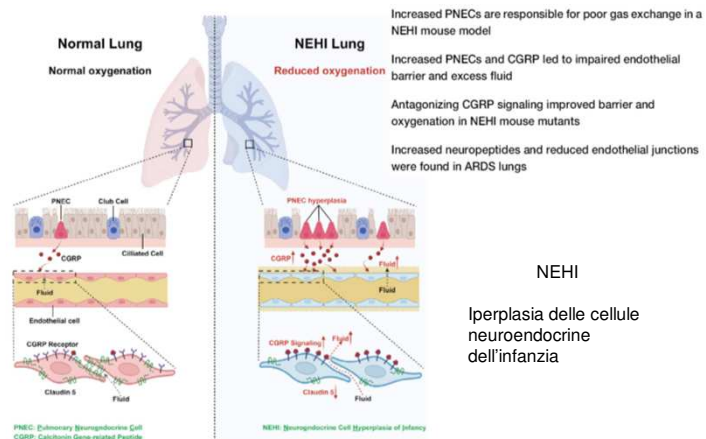 Increased PNECs are responsible for poor gas exchange in a
NEHI mouse model
Increased PNECs and CGRP led to impaired endothelial
barrier and excess fluid
Antagonizing CGRP signaling improved barrier and
oxygenation in NEHI mouse mutants
Increased neuropeptides and reduced endothelial junctions
were found in ARDS lungs
Normal Lung
Normal oxygenation
NEHI Lung
Reduced oxygenation
PNEC
Club Cell
Cilliated Cell
CGRP
Fluid
Endothelial cell
CGRP Receptor
Claudin 5
Fluid
PNEC: Pulmonary Neurogndocrine Cell
CGRP: Calcitonin Gene-related Peptide
PNEC hyperplasia
CGRP
Fluid
Fluid
CGRP Signaling
Fluid
Claudin 5
Fluid
NEHI: Neurogndocrine Cell Hyperplasia of Infancy
NEHI
Iperplasia delle cellule
neuroendocrine
dell'infanzia